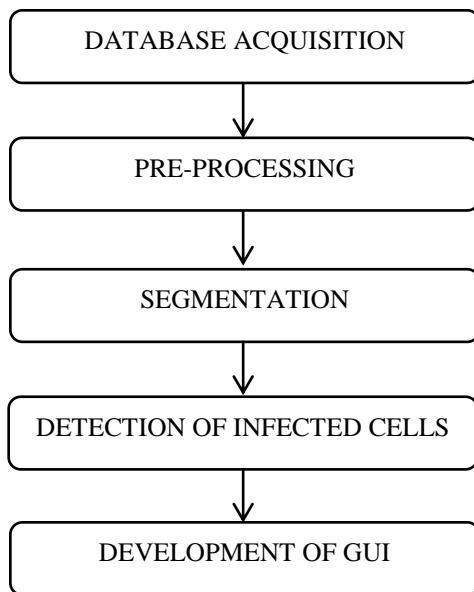 DATABASE ACQUISITION
PRE-PROCESSING
SEGMENTATION
DETECTION OF INFECTED CELLS
DEVELOPMENT OF GUI